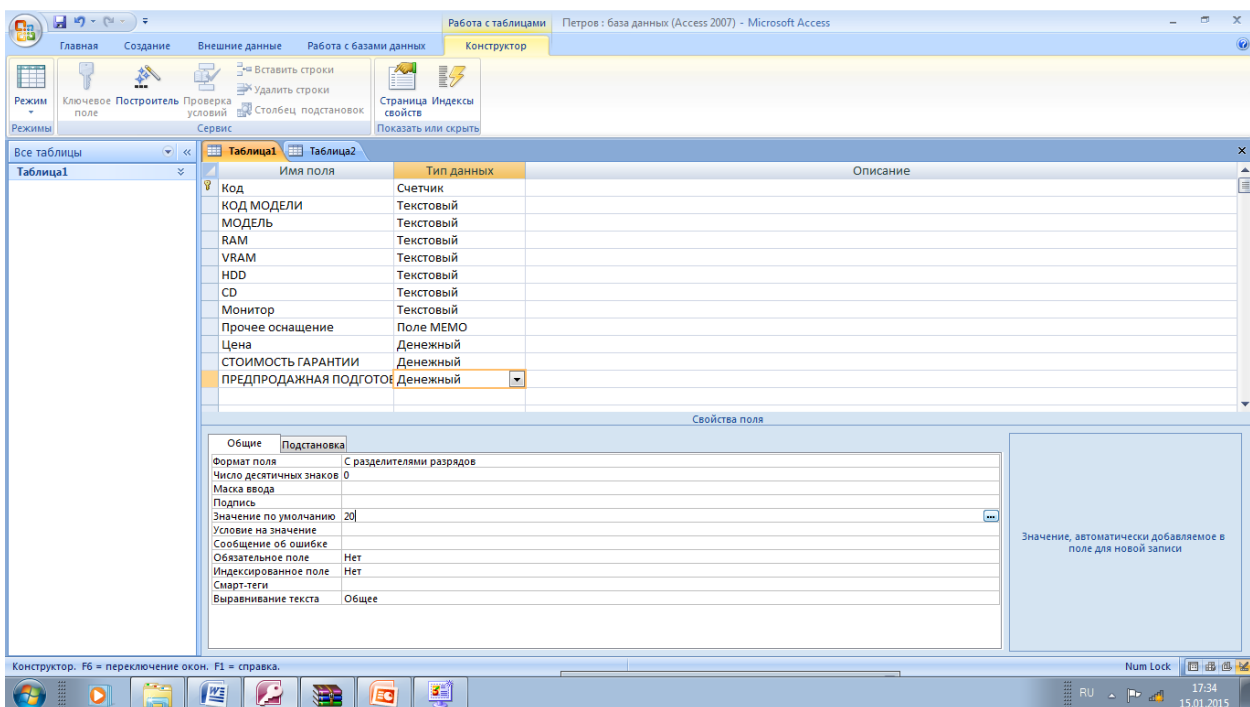 Работа с таблицами Петров : база данных (Access 2007) - Microsoft Access
Главная Создание Внешние данные Работа с базами данных Конструктор
Режим
Ключевое поле
Построитель
Проверка условий
Вставить строки
Удалить строки
Столбец подстановок
Страница свойств
Индексы
Режимы Сервис Показать или скрыть
Все таблицы
Таблица1
Таблица1 Таблица2
Имя поля Тип данных Описание
Код Счетчик
КОД МОДЕЛИ Текстовый
МОДЕЛЬ Текстовый
RAM Текстовый
VRAM Текстовый
HDD Текстовый
CD Текстовый
Монитор Текстовый
Прочее оснащение Поле MEMO
Цена Денежный
СТОИМОСТЬ ГАРАНТИИ Денежный
ПРЕДПРОДАЖНАЯ ПОДГОТОВ Денежный
Свойства поля
Общие Подстановка
Формат поля С разделителями разрядов
Число десятичных знаков 0
Маска ввода
Подпись
Значение по умолчанию 20
Условие на значение
Сообщение об ошибке
Обязательное поле Нет
Индексированное поле Нет
Смарт-теги
Выравнивание текста Общее
Значение, автоматически добавляемое в
поле для новой записи
Конструктор. F6 = переключение окон. F1 = справка. Num Lock
RU 17:34
15.01.2015